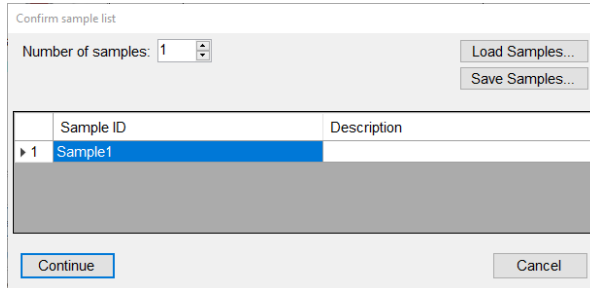 Confirm sample list
Number of samples: 1
Load Samples...
Save Samples...
Sample ID Description
1 Sample1
Continue Cancel